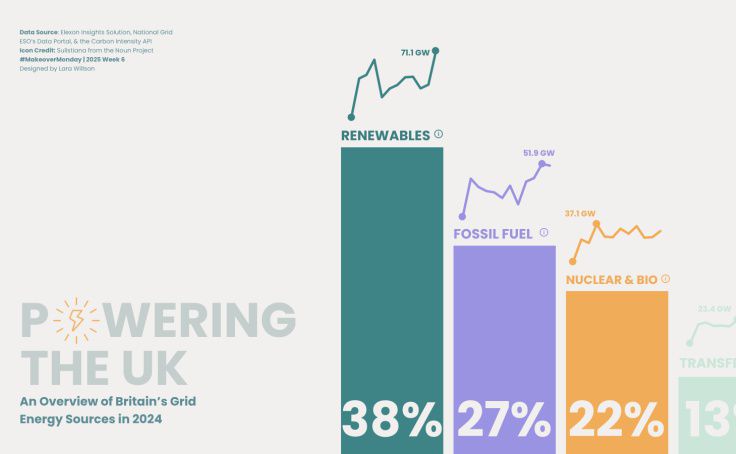 Data Source: Elexon Insights Solution, National Grid
ESO's Data Portal, & the Carbon Intensity API
Icon Credit: Sulistiana from the Noun Project
#MakeoverMonday | 2025 Week 6
Designed by Lara Willson
71.1 GW
RENEWABLES
51.9 GW
FOSSIL FUEL
37.1 GW
NUCLEAR & BIO
23.4 GW
TRANSF
POWERING
THE UK
An Overview of Britain's Grid
Energy Sources in 2024
38%
27%
22%
13